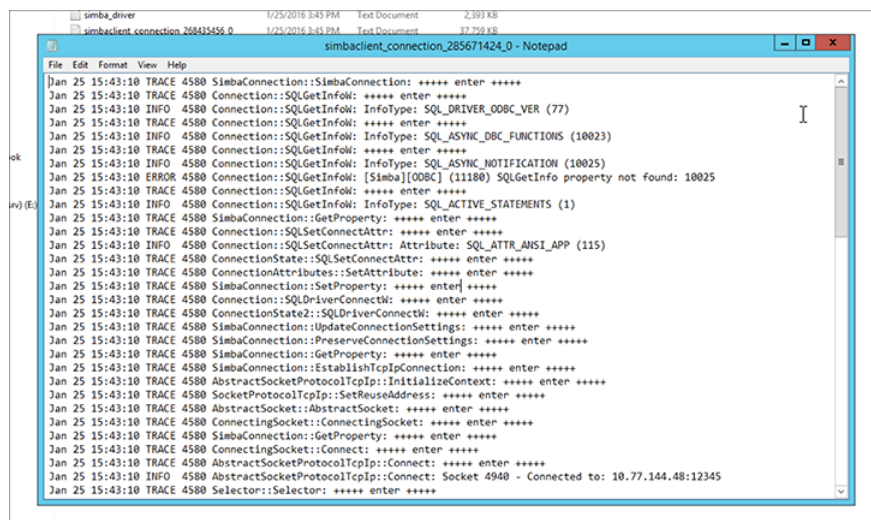 simba_driver 1/25/2016 3:45 PM Text Document 2,393 KB
simbaclient_connection_268435456_0 1/25/2016 3:45 PM Text Document 37,759 KB
simbaclient_connection_285671424_0 - Notepad
File Edit Format View Help
Jan 25 15:43:10 TRACE 4580 SimbaConnection::SimbaConnection: +++++ enter +++++
Jan 25 15:43:10 TRACE 4580 Connection::SQLGetInfoW: +++++ enter +++++
Jan 25 15:43:10 INFO 4580 Connection::SQLGetInfoW: InfoType: SQL_DRIVER_ODBC_VER (77)
Jan 25 15:43:10 TRACE 4580 Connection::SQLGetInfoW: +++++ enter +++++
Jan 25 15:43:10 INFO 4580 Connection::SQLGetInfoW: InfoType: SQL_ASYNC_DBC_FUNCTIONS (10023)
Jan 25 15:43:10 TRACE 4580 Connection::SQLGetInfoW: +++++ enter +++++
ok
Jan 25 15:43:10 INFO 4580 Connection::SQLGetInfoW: InfoType: SQL_ASYNC_NOTIFICATION (10025)
Jan 25 15:43:10 ERROR 4580 Connection::SQLGetInfoW: [Simba][ODBC] (11180) SQLGetInfo property not found: 10025
Jan 25 15:43:10 TRACE 4580 Connection::SQLGetInfoW: +++++ enter +++++
srv) (E:)
Jan 25 15:43:10 INFO 4580 Connection::SQLGetInfoW: InfoType: SQL_ACTIVE_STATEMENTS (1)
Jan 25 15:43:10 TRACE 4580 SimbaConnection::GetProperty: +++++ enter +++++
Jan 25 15:43:10 TRACE 4580 Connection::SQLSetConnectAttr: +++++ enter +++++
Jan 25 15:43:10 INFO 4580 Connection::SQLSetConnectAttr: Attribute: SQL_ATTR_ANSI_APP (115)
Jan 25 15:43:10 TRACE 4580 ConnectionState::SQLSetConnectAttr: +++++ enter +++++
Jan 25 15:43:10 TRACE 4580 ConnectionAttributes::SetAttribute: +++++ enter +++++
Jan 25 15:43:10 TRACE 4580 SimbaConnection::SetProperty: +++++ enter +++++
Jan 25 15:43:10 TRACE 4580 Connection::SQLDriverConnectW: +++++ enter +++++
Jan 25 15:43:10 TRACE 4580 ConnectionState2::SQLDriverConnectW: +++++ enter +++++
Jan 25 15:43:10 TRACE 4580 SimbaConnection::UpdateConnectionSettings: +++++ enter +++++
Jan 25 15:43:10 TRACE 4580 SimbaConnection::PreserveConnectionSettings: +++++ enter +++++
Jan 25 15:43:10 TRACE 4580 SimbaConnection::GetProperty: +++++ enter +++++
Jan 25 15:43:10 TRACE 4580 SimbaConnection::EstablishTcpIpConnection: +++++ enter +++++
Jan 25 15:43:10 TRACE 4580 AbstractSocketProtocolTcpIp::InitializeContext: +++++ enter +++++
Jan 25 15:43:10 TRACE 4580 SocketProtocolTcpIp::SetReuseAddress: +++++ enter +++++
Jan 25 15:43:10 TRACE 4580 AbstractSocket::AbstractSocket: +++++ enter +++++
Jan 25 15:43:10 TRACE 4580 ConnectingSocket::ConnectingSocket: +++++ enter +++++
Jan 25 15:43:10 TRACE 4580 SimbaConnection::GetProperty: +++++ enter +++++
Jan 25 15:43:10 TRACE 4580 ConnectingSocket::Connect: +++++ enter +++++
Jan 25 15:43:10 TRACE 4580 AbstractSocketProtocolTcpIp::Connect: +++++ enter +++++
Jan 25 15:43:10 INFO 4580 AbstractSocketProtocolTcpIp::Connect: Socket 4940 - Connected to: 10.77.144.48:12345
Jan 25 15:43:10 TRACE 4580 Selector::Selector: +++++ enter +++++